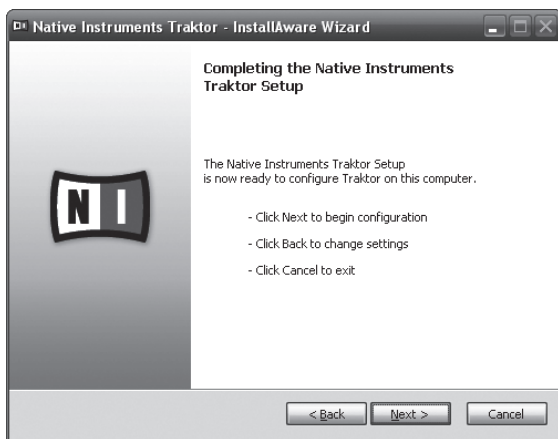 Native Instruments Traktor - InstallAware Wizard
Completing the Native Instruments
Traktor Setup
The Native Instruments Traktor Setup
is now ready to configure Traktor on this computer.
- Click Next to begin configuration
- Click Back to change settings
- Click Cancel to exit
N I
< Back Next > Cancel